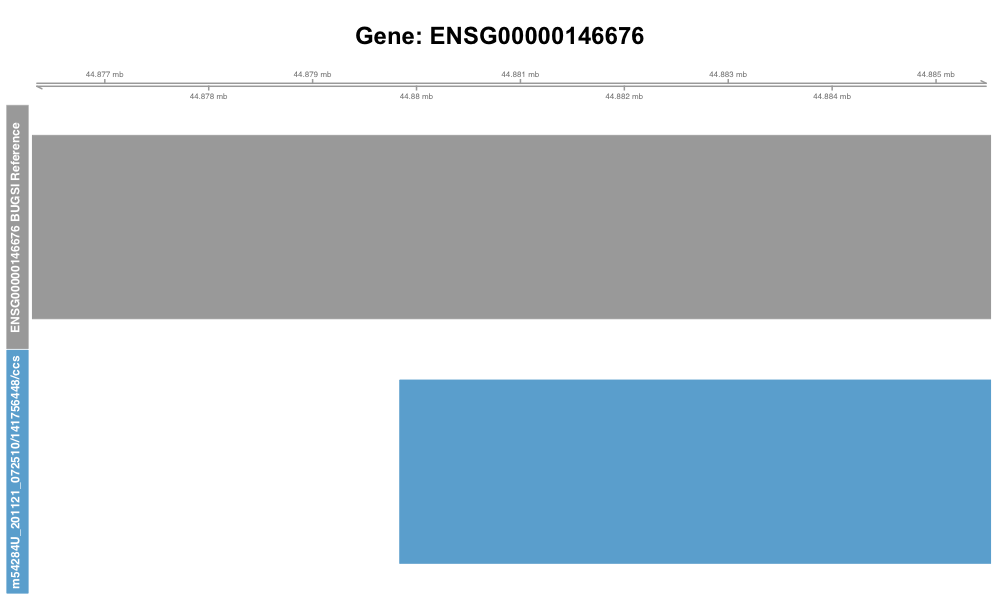 Gene: ENSG00000146676
44.877 mb
44.879 mb
44.881 mb
44.883 mb
44.885 mb
44.878 mb
44.88 mb
44.882 mb
44.884 mb
ENSG00000146676 BUGSI Reference
m54284U_201121_072510/141756448/ccs